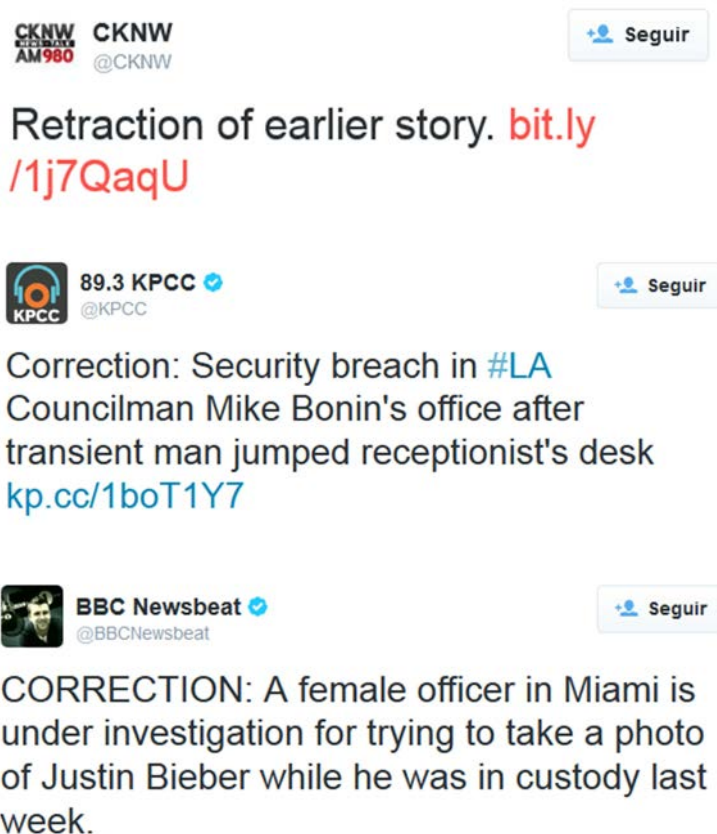 CKNW
NEWS·TALK
AM980
CKNW
@CKNW
Seguir
Retraction of earlier story. bit.ly
/1j7QaqU
KPCC
89.3 KPCC
@KPCC
Seguir
Correction: Security breach in #LA
Councilman Mike Bonin's office after
transient man jumped receptionist's desk
kp.cc/1boT1Y7
BBC Newsbeat
@BBCNewsbeat
Seguir
CORRECTION: A female officer in Miami is
under investigation for trying to take a photo
of Justin Bieber while he was in custody last
week.